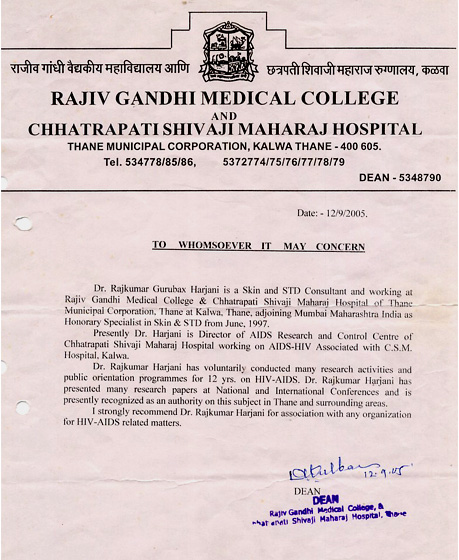 राजीव गांधी वैद्यकीय महाविद्यालय आणि
छत्रपती शिवाजी महाराज रुग्णालय, कळवा
RAJIV GANDHI MEDICAL COLLEGE
AND
CHHATRAPATI SHIVAJI MAHARAJ HOSPITAL
THANE MUNICIPAL CORPORATION, KALWA THANE - 400 605.
Tel. 534778/85/86, 5372774/75/76/77/78/79
DEAN - 5348790
Date: - 12/9/2005.
TO WHOMSOEVER IT MAY CONCERN
Dr. Rajkumar Gurubax Harjani is a Skin and STD Consultant and working at
Rajiv Gandhi Medical College & Chhatrapati Shivaji Maharaj Hospital of Thane
Municipal Corporation, Thane at Kalwa, Thane, adjoining Mumbai Maharashtra India as
Honorary Specialist in Skin & STD from June, 1997.
Presently Dr. Harjani is Director of AIDS Research and Control Centre of
Chhatrapati Shivaji Maharaj Hospital working on AIDS-HIV Associated with C.S.M.
Hospital, Kalwa.
Dr. Rajkumar Harjani has voluntarily conducted many research activities and
public orientation programmes for 12 yrs. on HIV-AIDS. Dr. Rajkumar Harjani has
presented many research papers at National and International Conferences and is
presently recognized as an authority on this subject in Thane and surrounding areas.
I strongly recommend Dr. Rajkumar Harjani for association with any organization
for HIV-AIDS related matters.
12.9.05
DEAN
DEAN
Rajiv Gandhi Medical College, &
Shivaji Maharaj Hospital, Thane